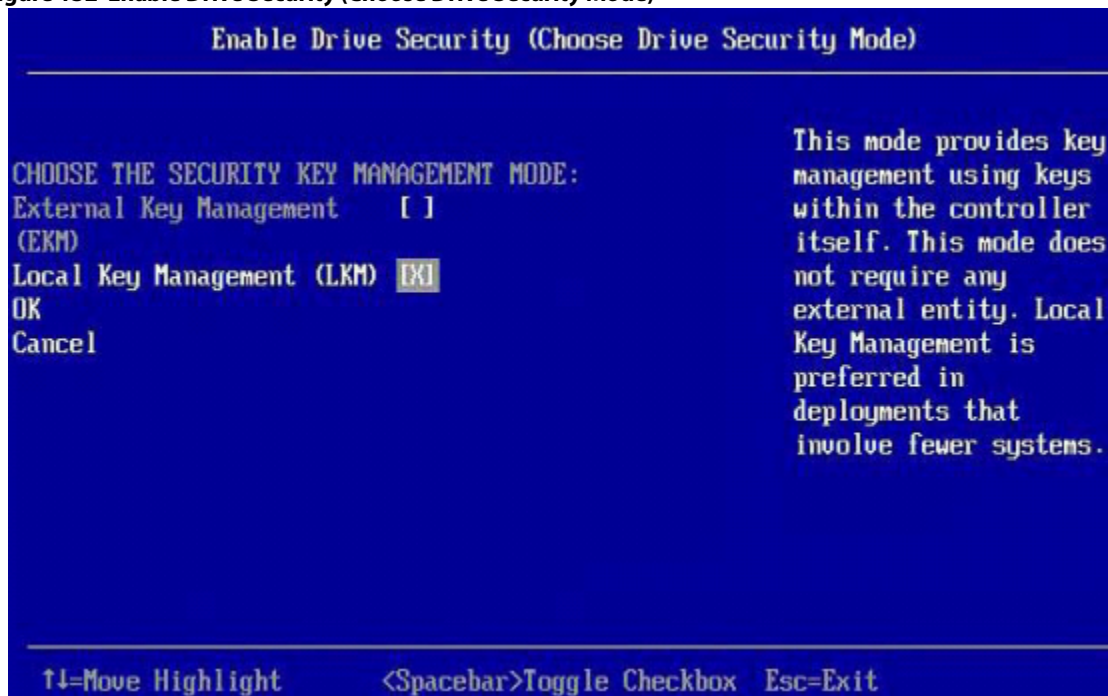 Enable Drive Security (Choose Drive Security Mode)
CHOOSE THE SECURITY KEY MANAGEMENT MODE:
External Key Management [ ]
(EKM)
Local Key Management (LKM) [X]
OK
Cancel
This mode provides key
management using keys
within the controller
itself. This mode does
not require any
external entity. Local
Key Management is
preferred in
deployments that
involve fewer systems.
↑↓=Move Highlight <Spacebar>Toggle Checkbox Esc=Exit